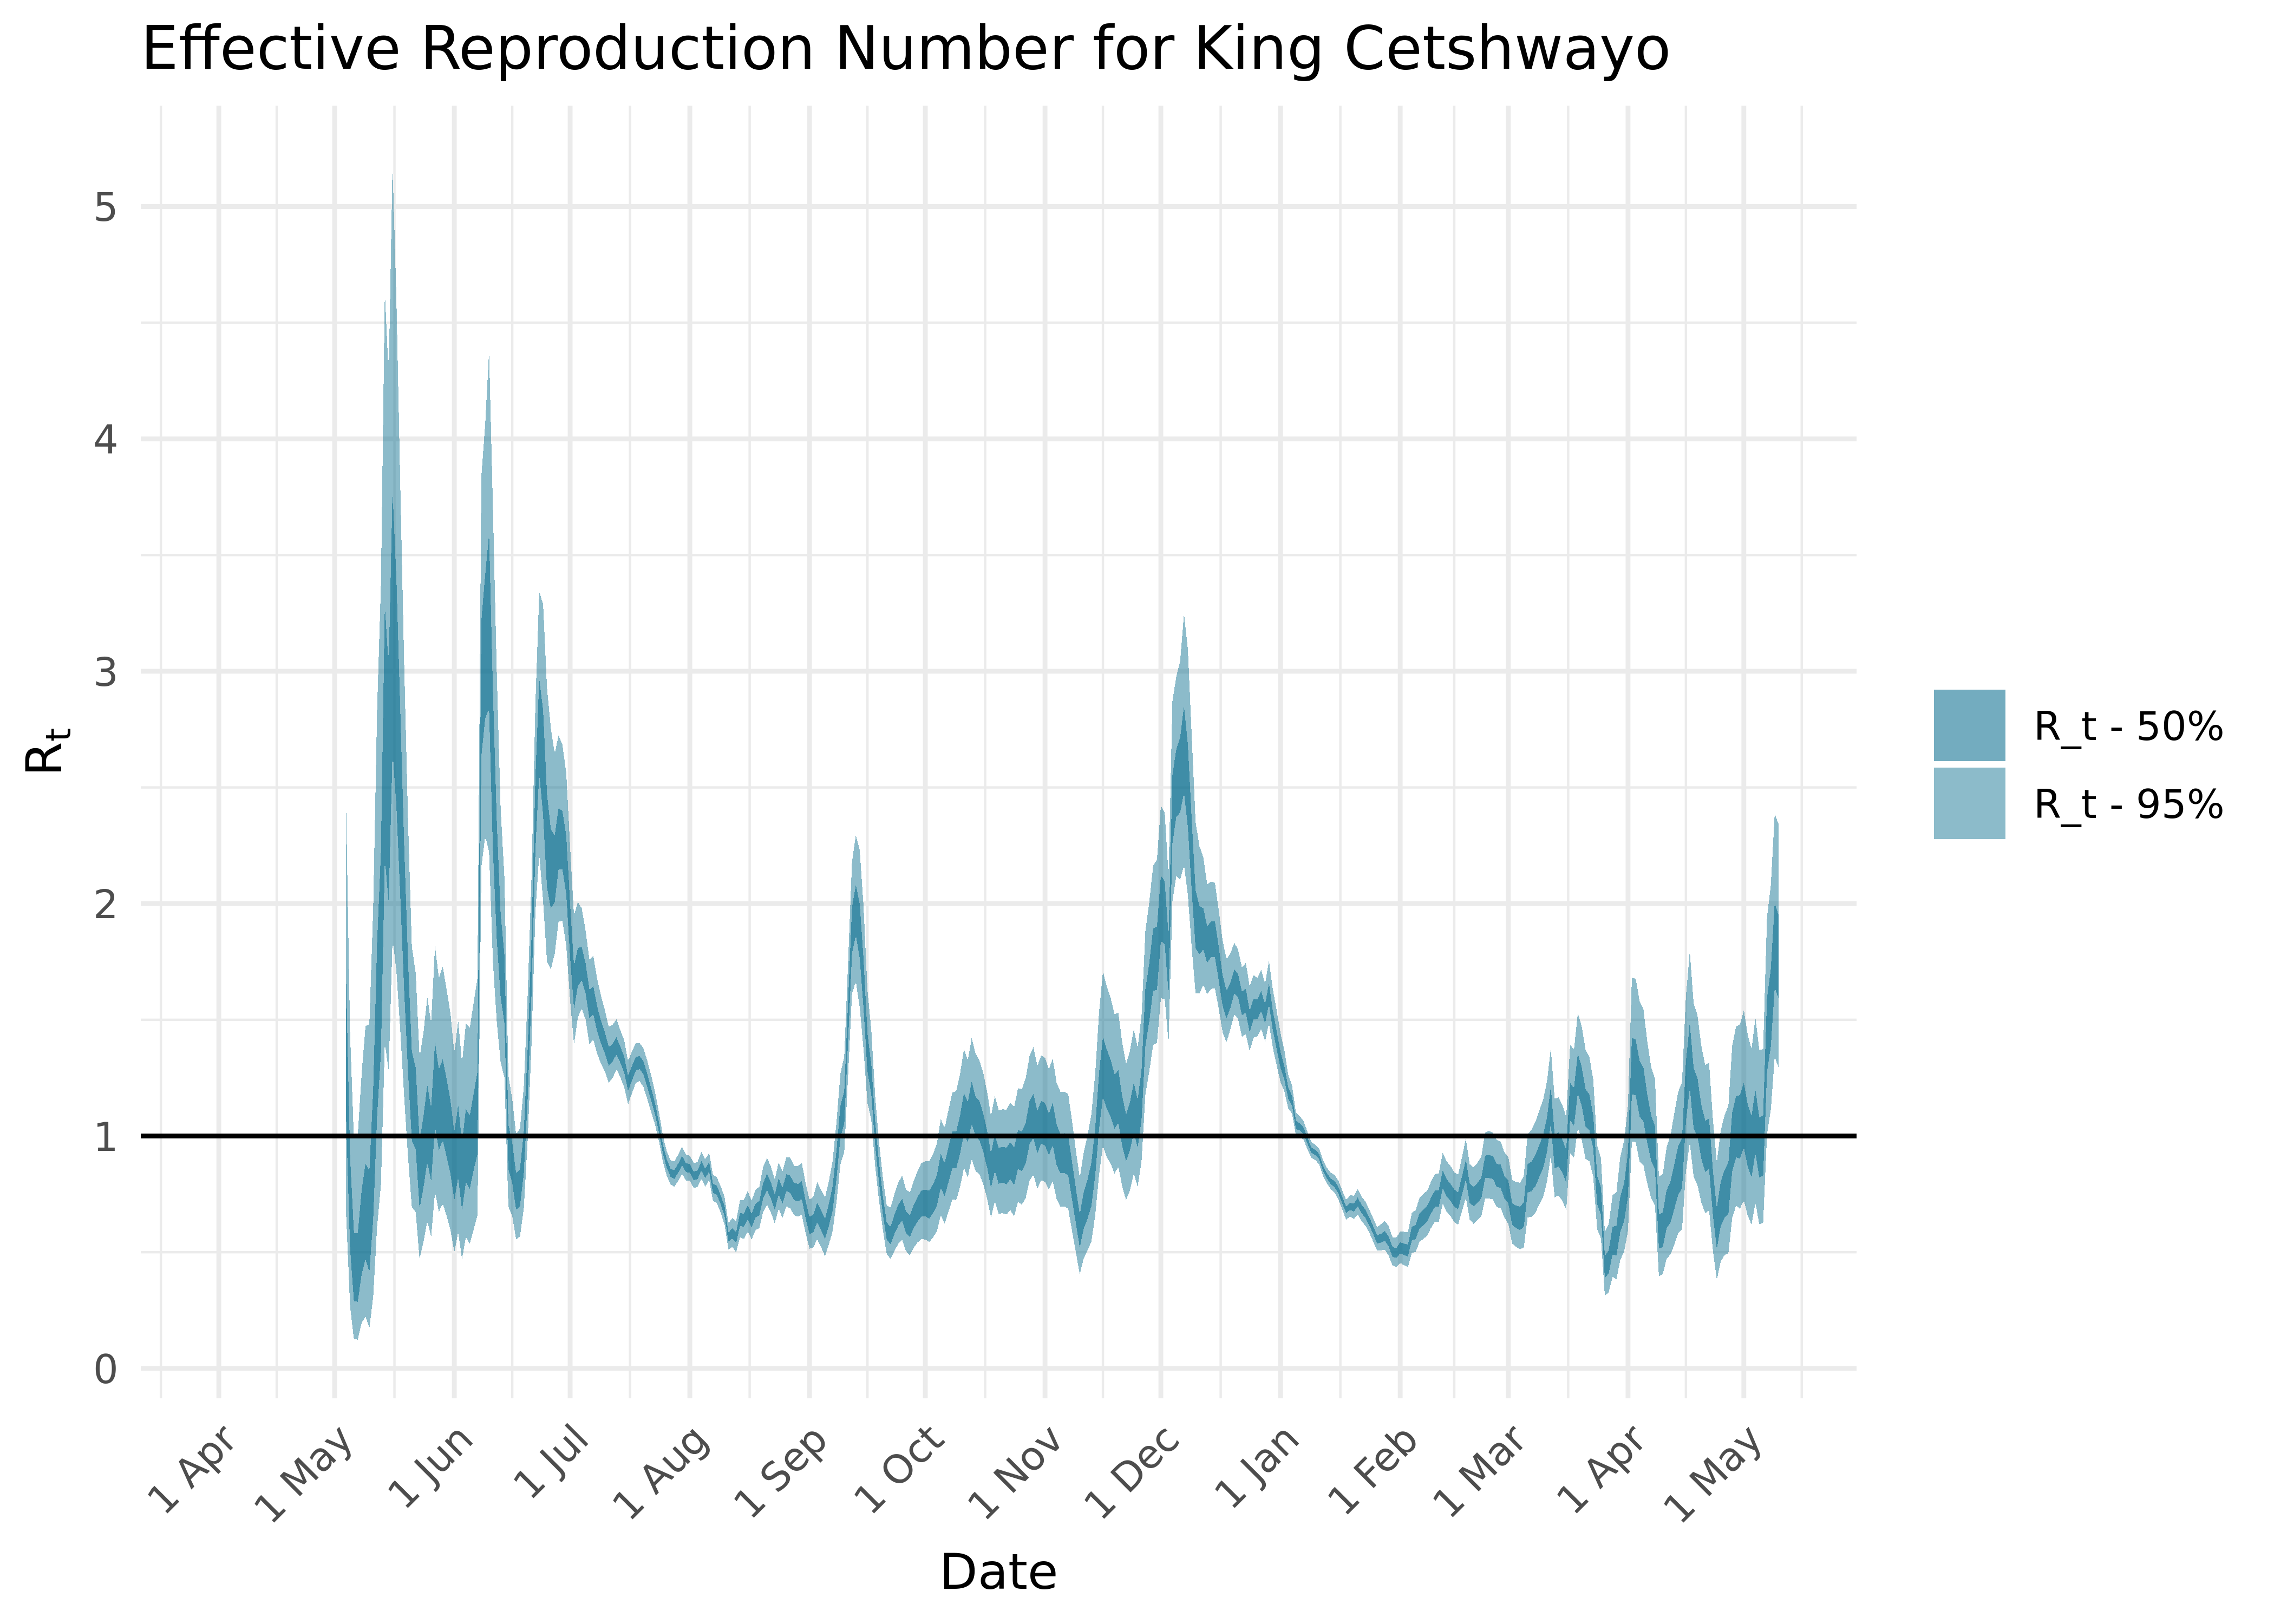 Effective Reproduction Number for King Cetshwayo
5
4
3
2
1
0
Rt
1 Apr
1 May
1 Jun
1 Jul
1 Aug
1 Sep
1 Oct
1 Nov
1 Dec
1 Jan
1 Feb
1 Mar
1 Apr
1 May
Date
R_t - 50%
R_t - 95%